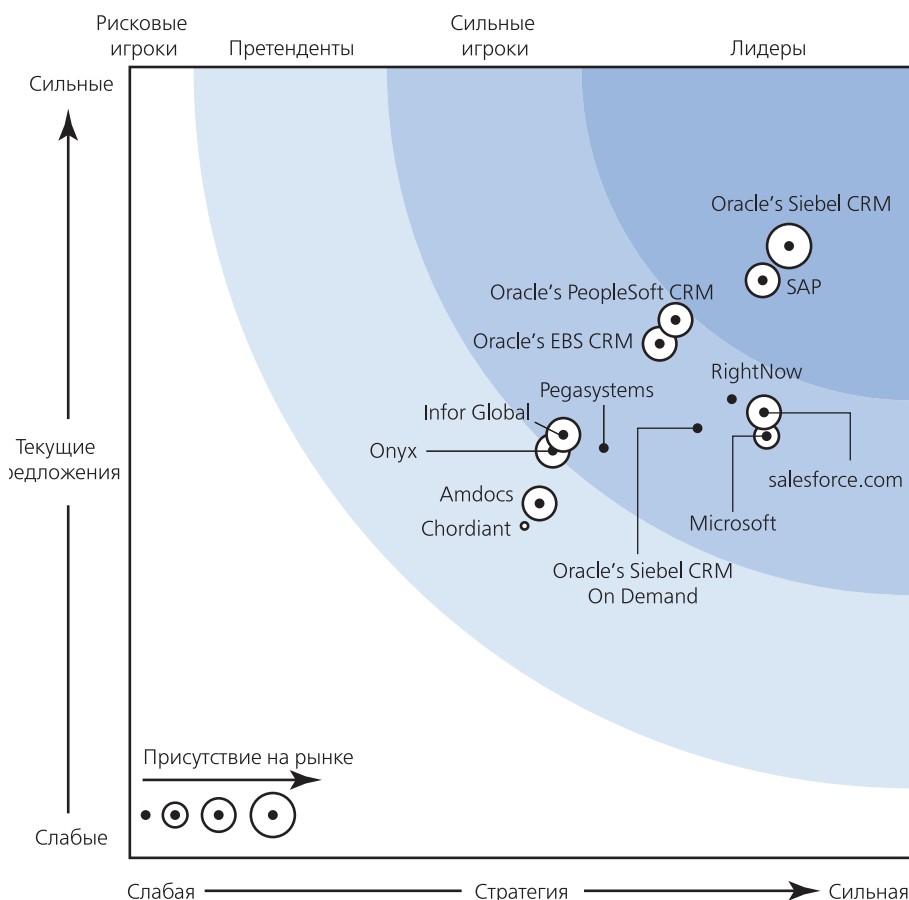 Рисковые
игроки
Претенденты
Сильные
игроки
Лидеры
Сильные
Oracle's Siebel CRM
SAP
Oracle's PeopleSoft CRM
Oracle's EBS CRM
RightNow
Pegasystems
Infor Global
Onyx
Текущие
редложения
salesforce.com
Amdocs
Microsoft
Chordiant
Oracle's Siebel CRM
On Demand
Присутствие на рынке
Слабые
Слабая
Стратегия
Сильная